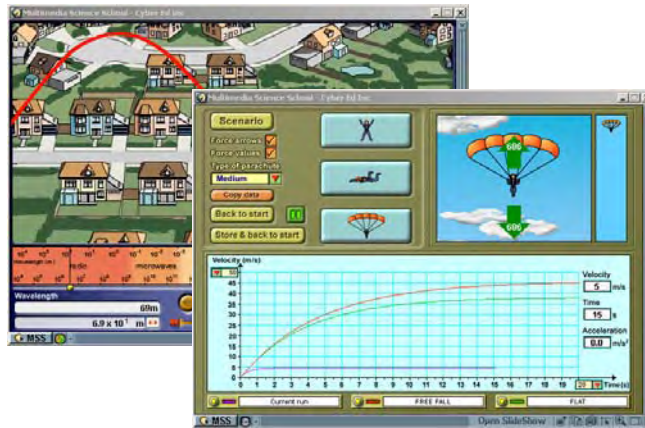 Multimedia Science School - Cyber Ed Inc
radio
microwaves
Wavelength
69m
6.9 x 10¹ m
MSS
Multimedia Science School - Cyber Ed Inc
Scenario
Force arrows
Force values
Type of parachute:
Medium
Copy data
Back to start
Store & back to start
686
686
Velocity (m/s)
50
45
40
35
30
25
20
15
10
5
0
0 1 2 3 4 5 6 7 8 9 10 11 12 13 14 15 16 17 18 19
20 Time(s)
Velocity
5 m/s
Time
15 s
Acceleration
0.0 m/s²
Current run
FREE FALL
FLAT
MSS
Open SlideShow